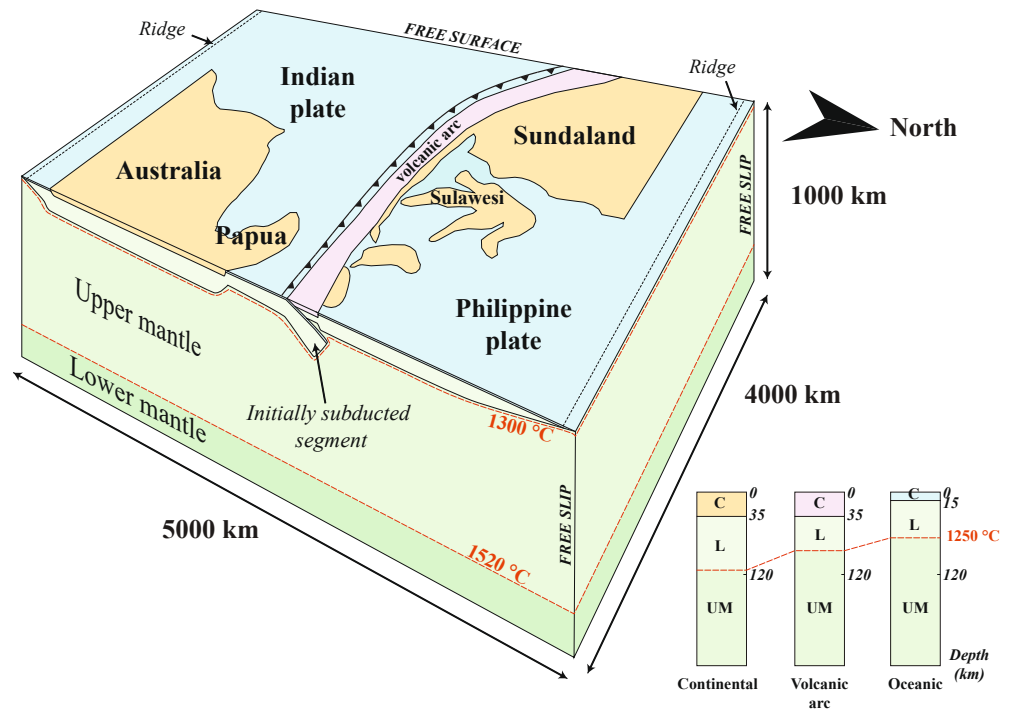 Ridge
FREE SURFACE
Indian
plate
Ridge
North
volcanic arc
Sundaland
Australia
FREE SLIP
1000 km
Sulawesi
Papua
Philippine
plate
Upper mantle
Lower mantle
Initially subducted
segment
1300 °C
4000 km
5000 km
1520 °C
FREE SLIP
C
C
C
0
35
0
35
0
15
L
L
L
1250 °C
120
120
120
UM
UM
UM
Depth
(km)
Continental
Volcanic
arc
Oceanic